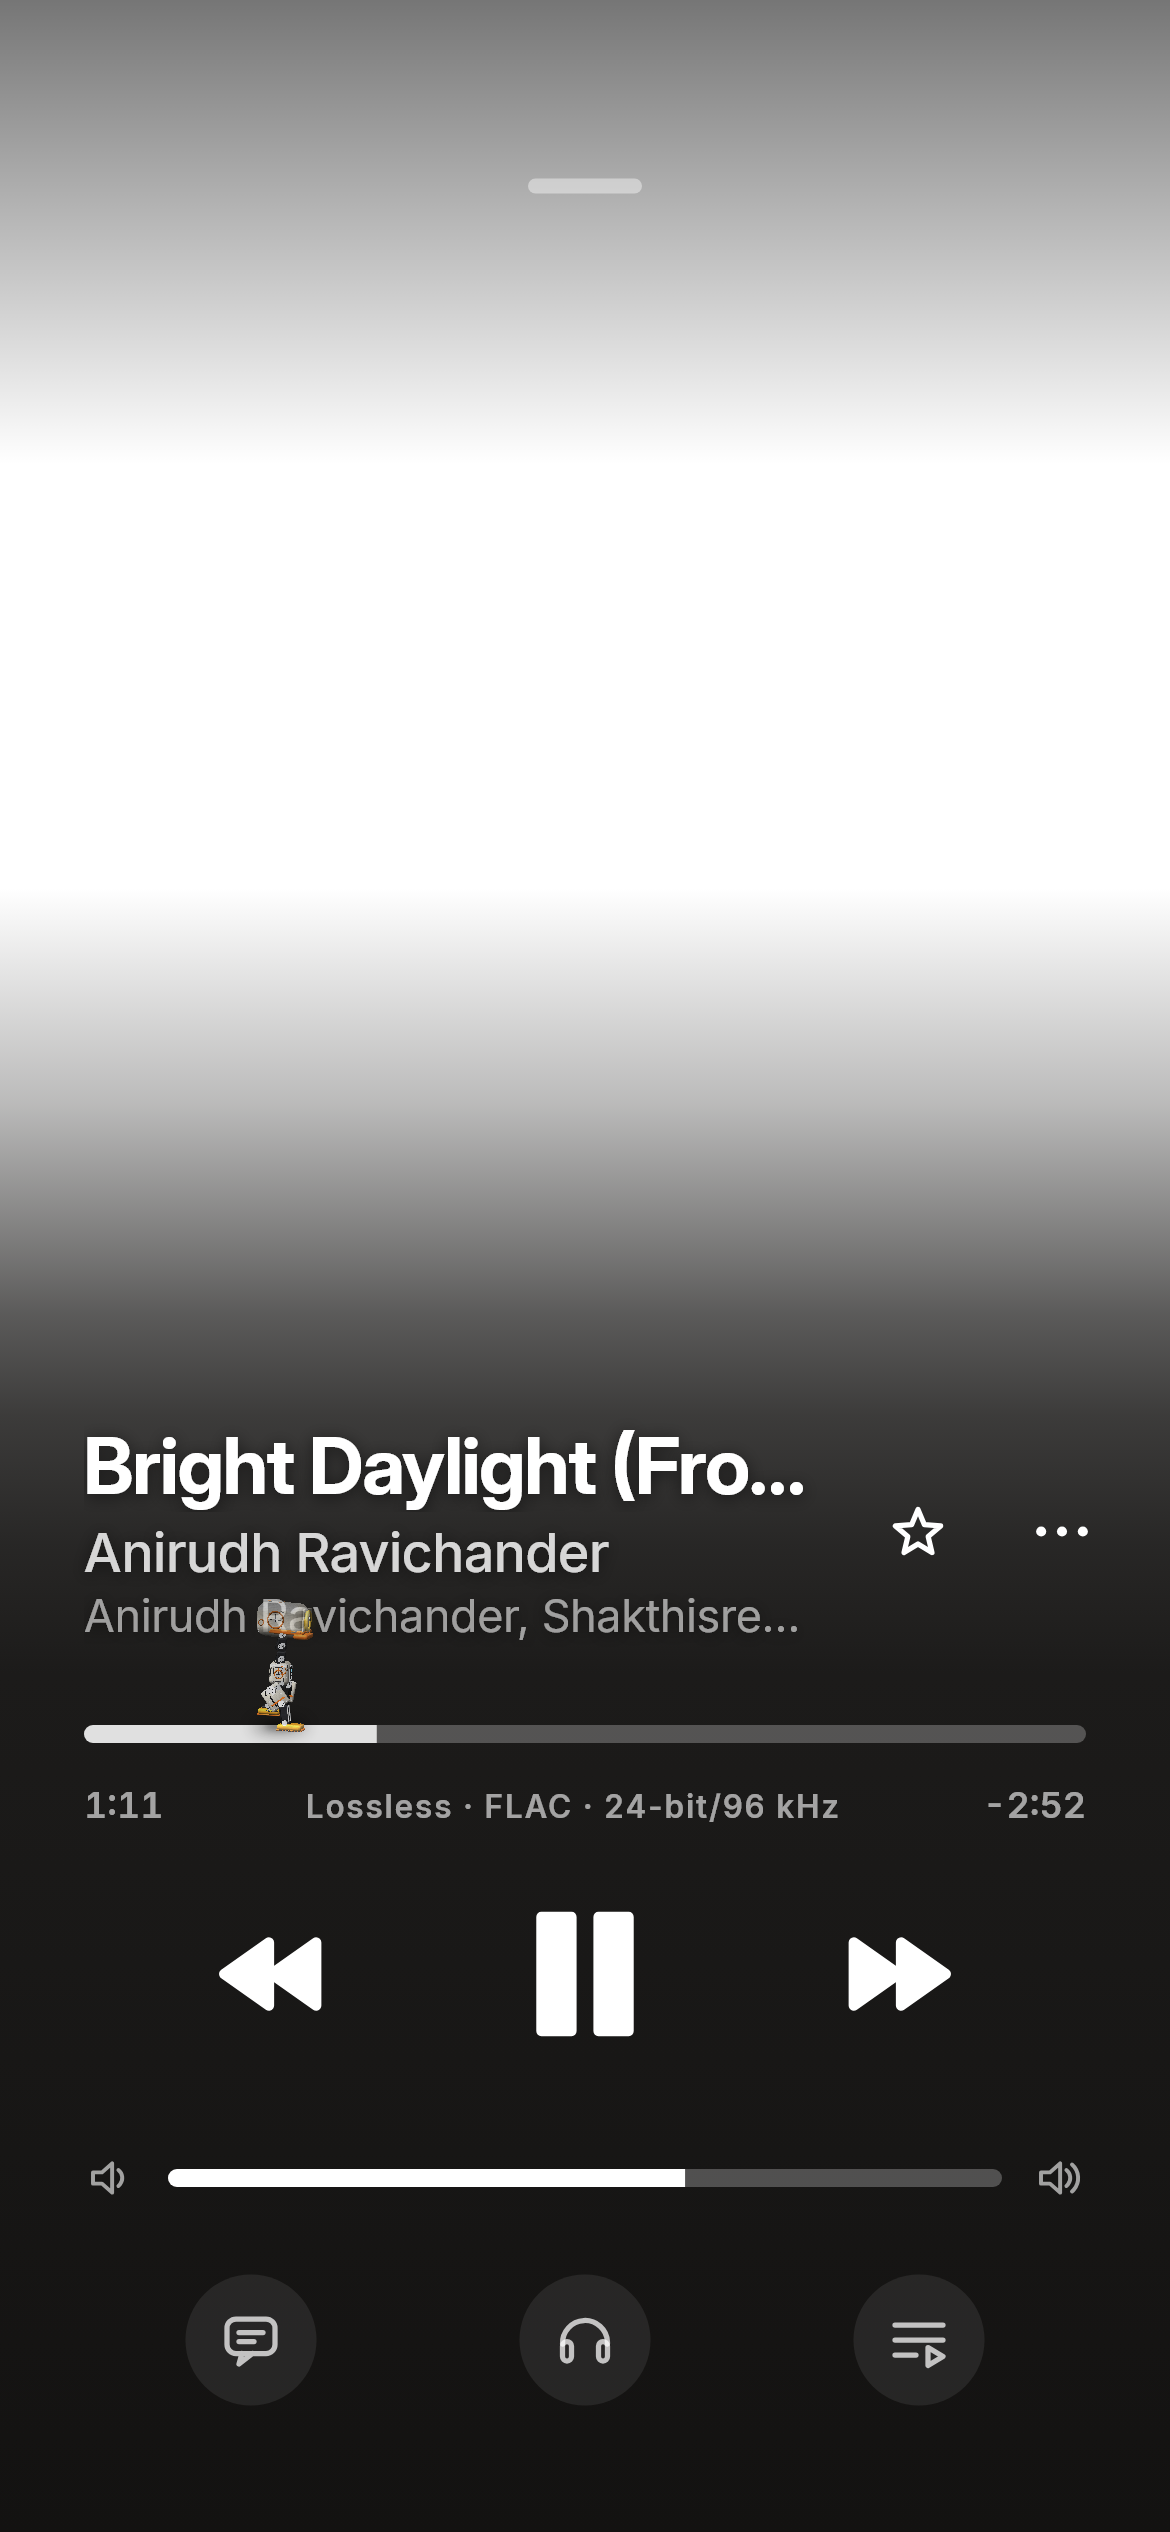 Bright Daylight (Fro...
Anirudh Ravichander
Anirudh Ravichander, Shakthisre...
1:11
Lossless · FLAC · 24-bit/96 kHz
-2:52